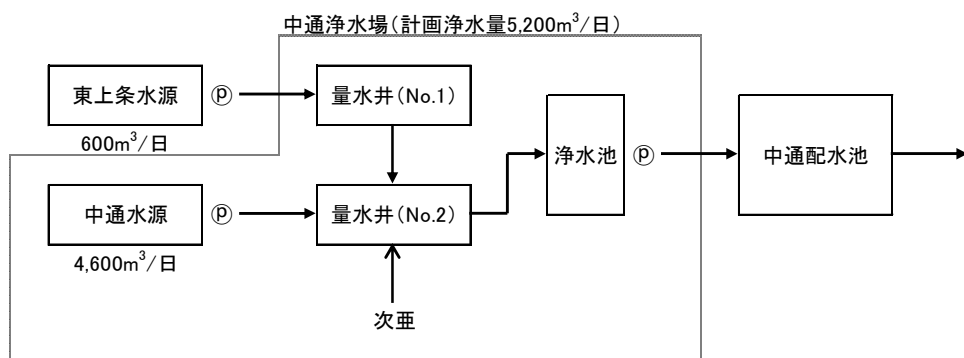 中通浄水場（計画浄水量5,200m³/日）
東上条水源
ⓟ
量水井（No.1）
600m³/日
浄水池
ⓟ
中通配水池
中通水源
ⓟ
量水井（No.2）
4,600m³/日
次亜